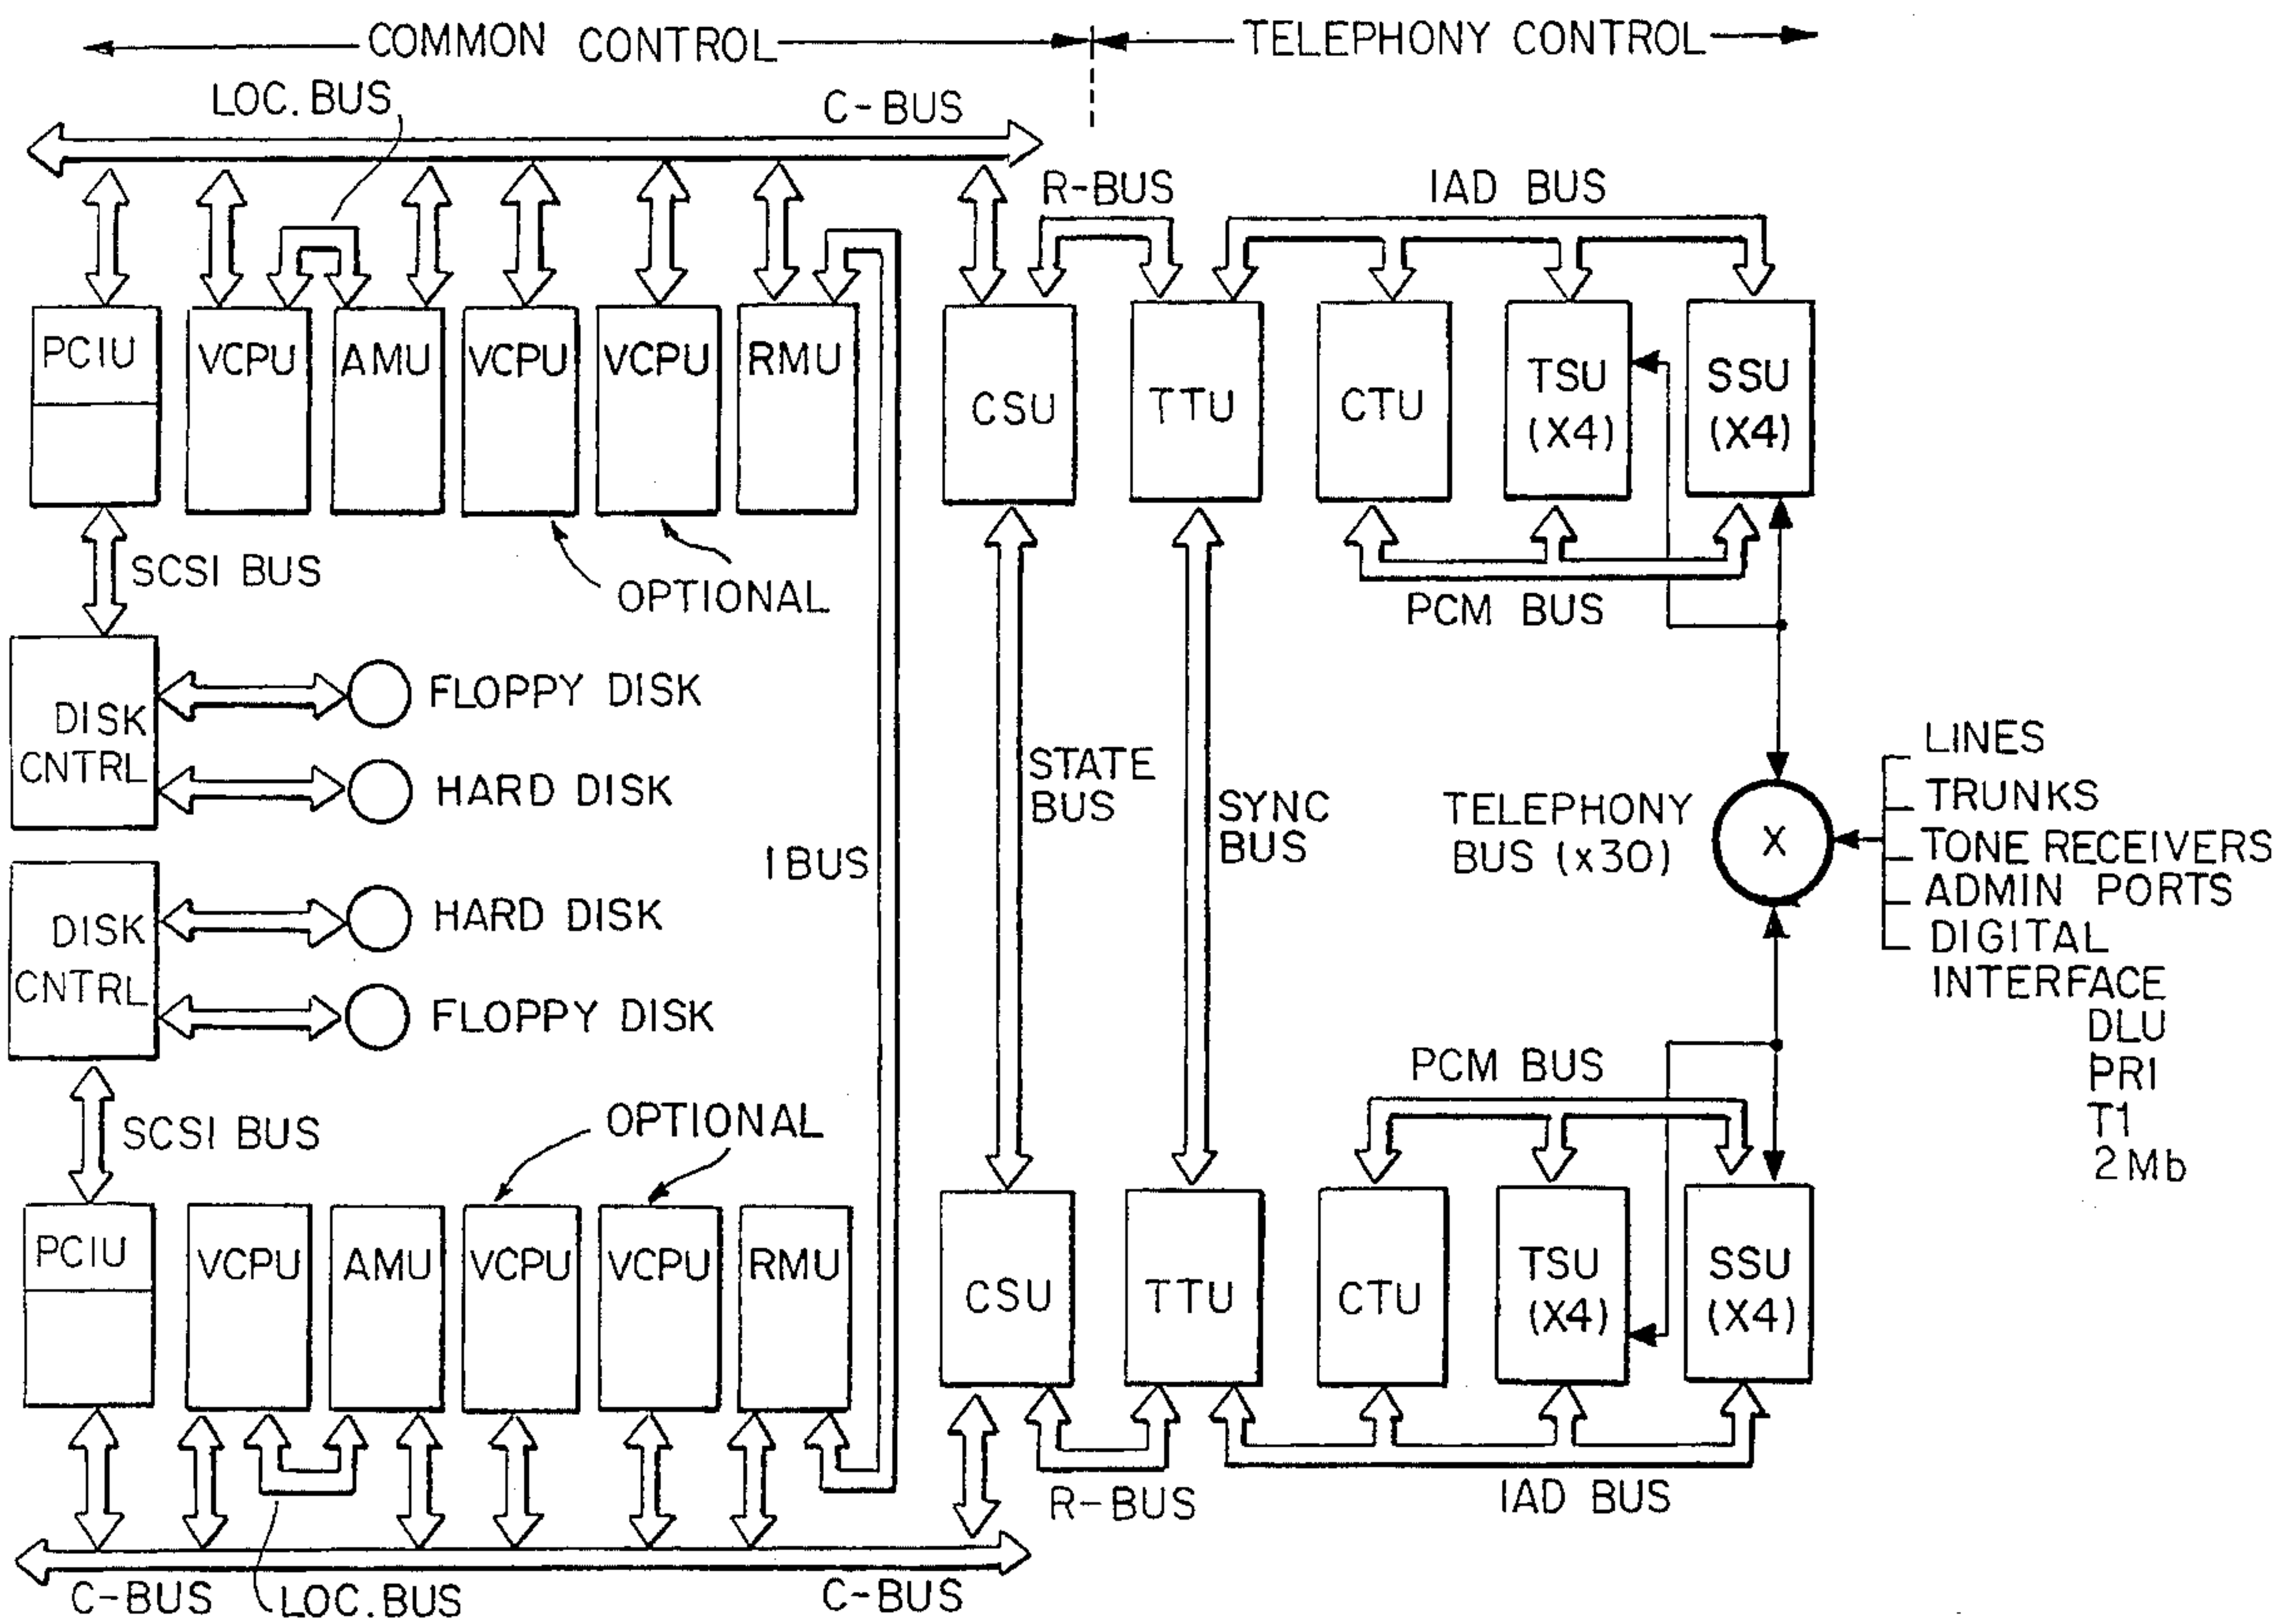 COMMON CONTROL
TELEPHONY CONTROL
LOC. BUS
C-BUS
R-BUS
IAD BUS
PCIU
VCPU
AMU
VCPU
VCPU
RMU
CSU
TTU
CTU
TSU
(X4)
SSU
(X4)
SCSI BUS
OPTIONAL
PCM BUS
DISK
CNTRL
FLOPPY DISK
HARD DISK
STATE
BUS
SYNC
BUS
TELEPHONY
BUS (x30)
X
LINES
TRUNKS
TONE RECEIVERS
ADMIN PORTS
DIGITAL
INTERFACE
DLU
PRI
T1
2Mb
I BUS
DISK
CNTRL
HARD DISK
FLOPPY DISK
SCSI BUS
OPTIONAL
PCM BUS
PCIU
VCPU
AMU
VCPU
VCPU
RMU
CSU
TTU
CTU
TSU
(X4)
SSU
(X4)
R-BUS
IAD BUS
C-BUS
LOC. BUS
C-BUS